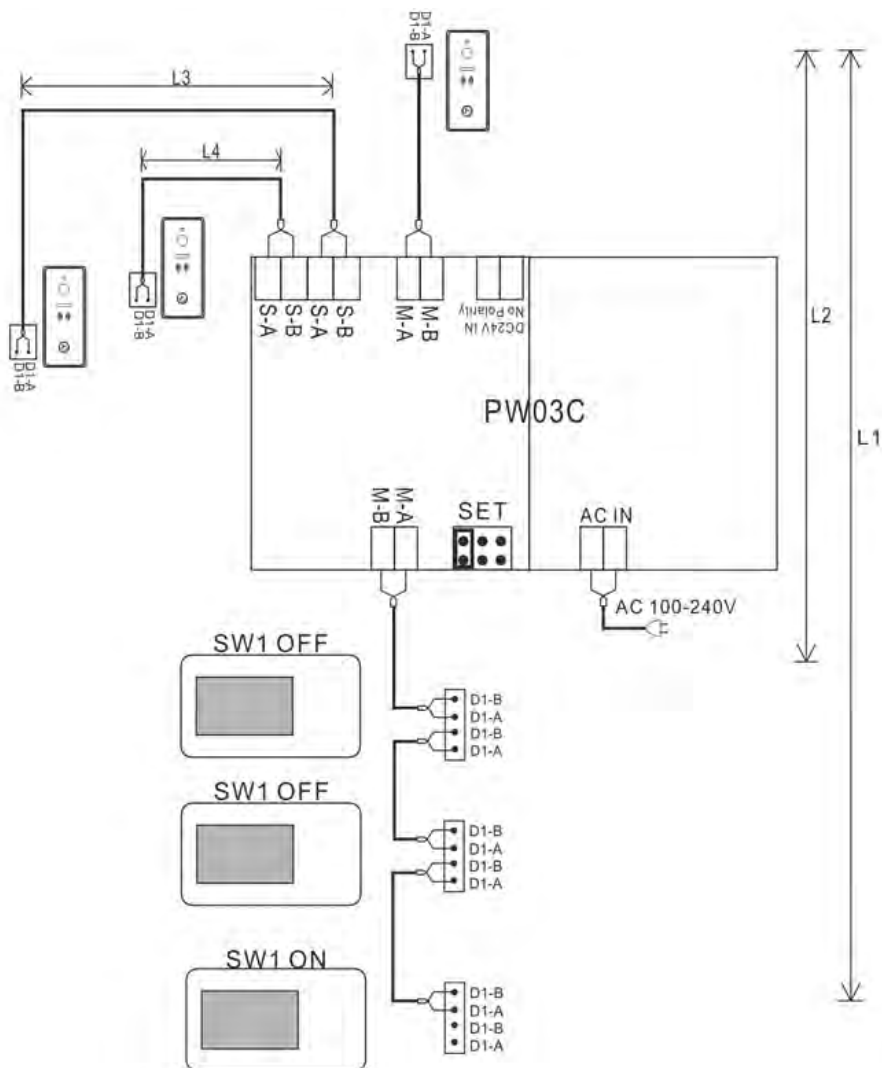 D1-A
D1-B
L3
L4
L2
L1
D1-A
D1-B
D1-A
D1-B
S-A
S-B
S-A
S-B
M-A
M-B
DC24V IN
No Polarity
PW03C
M-B
M-A
SET
AC IN
AC 100-240V
SW1 OFF
D1-B
D1-A
D1-B
D1-A
SW1 OFF
D1-B
D1-A
D1-B
D1-A
SW1 ON
D1-B
D1-A
D1-B
D1-A